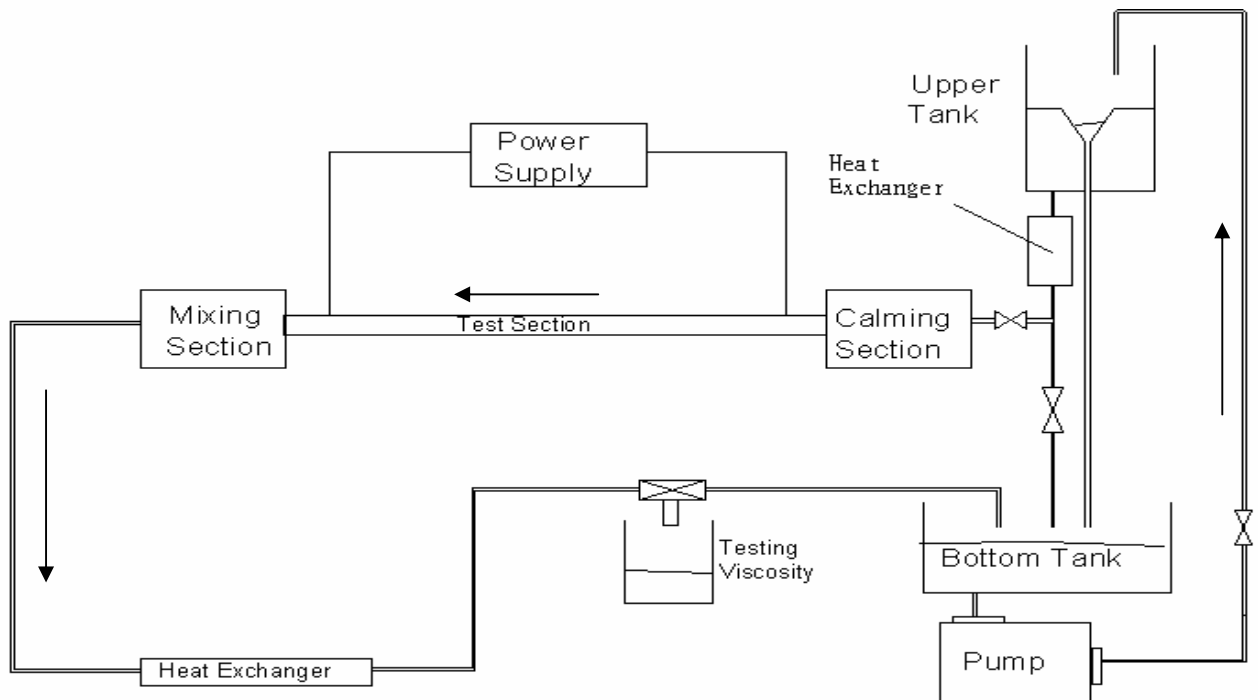 Upper
Tank
Power
Supply
Heat
Exchanger
Mixing
Section
Test Section
Calming
Section
Testing
Viscosity
Bottom Tank
Heat Exchanger
Pump